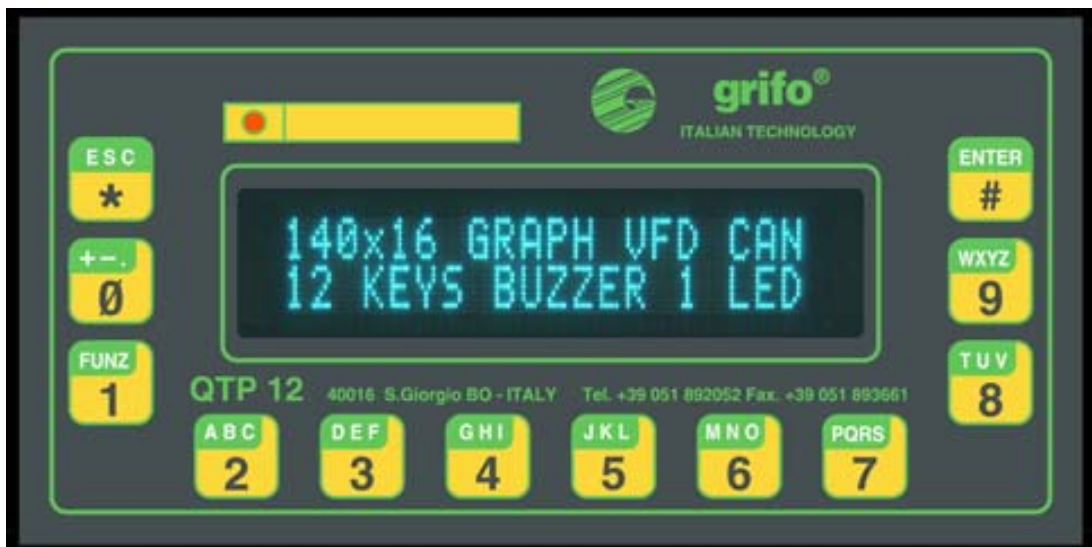 grifo®
ITALIAN TECHNOLOGY
ESC
*
ENTER
#
140x16 GRAPH VFD CAN
12 KEYS BUZZER 1 LED
+-.
0
WXYZ
9
FUNZ
1
TUV
8
QTP 12 40016 S.Giorgio BO - ITALY Tel. +39 051 892052 Fax. +39 051 893661
ABC
2
DEF
3
GHI
4
JKL
5
MNO
6
PQRS
7